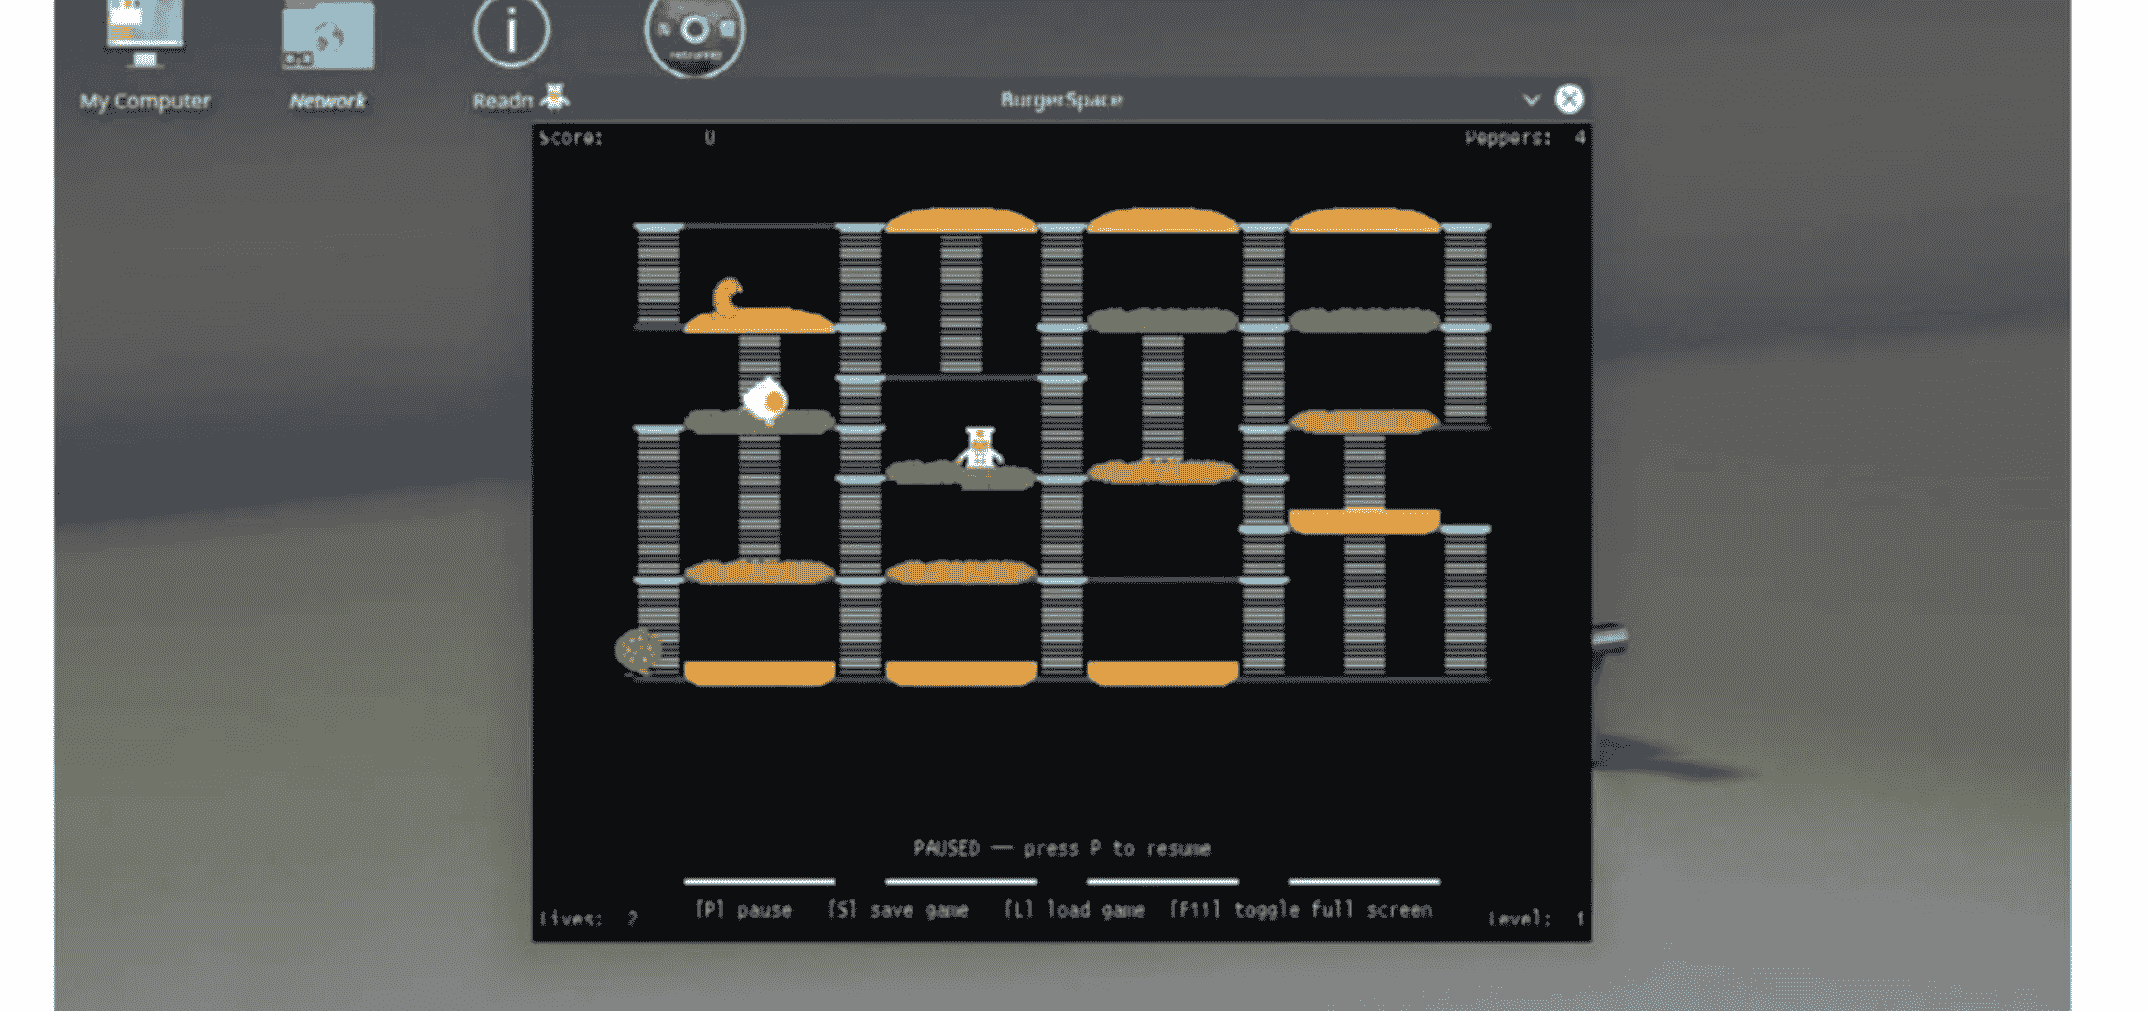 My Computer
Network
Readn
BurgerSpace
Score: 0
Peppers: 4
PAUSED — press P to resume
[P] pause [S] save game [L] load game [F11] toggle full screen
Lives: 2
Level: 1